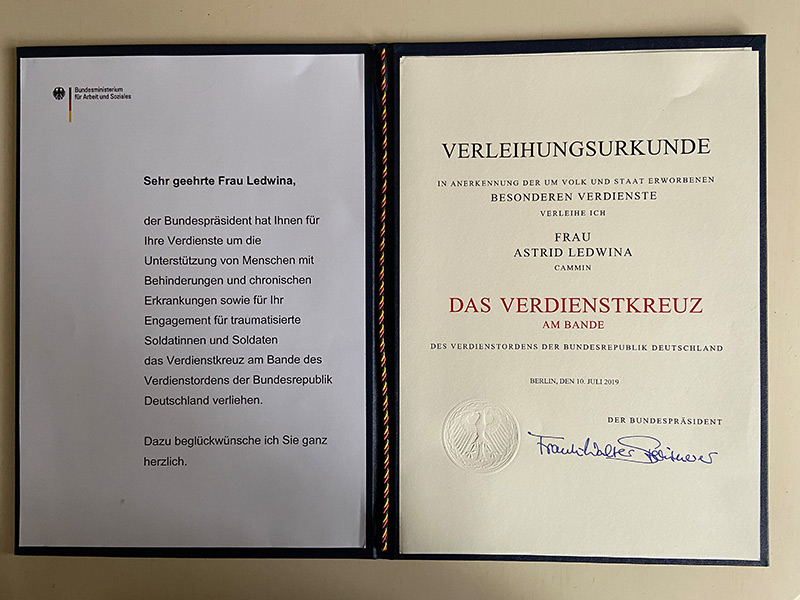 Bundesministerium
für Arbeit und Soziales
Sehr geehrte Frau Ledwina,
der Bundespräsident hat Ihnen für
Ihre Verdienste um die
Unterstützung von Menschen mit
Behinderungen und chronischen
Erkrankungen sowie für Ihr
Engagement für traumatisierte
Soldatinnen und Soldaten
das Verdienstkreuz am Bande des
Verdienstordens der Bundesrepublik
Deutschland verliehen.
Dazu beglückwünsche ich Sie ganz
herzlich.
VERLEIHUNGSURKUNDE
IN ANERKENNUNG DER UM VOLK UND STAAT ERWORBENEN
BESONDEREN VERDIENSTE
VERLEIHE ICH
FRAU
ASTRID LEDWINA
CAMMIN
DAS VERDIENSTKREUZ
AM BANDE
DES VERDIENSTORDENS DER BUNDESREPUBLIK DEUTSCHLAND
BERLIN, DEN 10. JULI 2019
DER BUNDESPRÄSIDENT
Frank-Walter Steinmeier